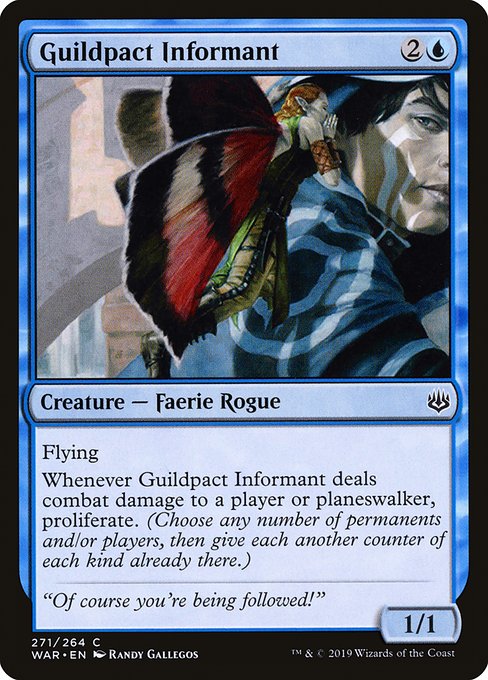 Guildpact Informant 2
Creature — Faerie Rogue
Flying
Whenever Guildpact Informant deals
combat damage to a player or planeswalker,
proliferate. (Choose any number of permanents
and/or players, then give each another counter of
each kind already there.)
“Of course you’re being followed!”
1/1
271/264 C
WAR • EN Randy Gallegos
™ & © 2019 Wizards of the Coast